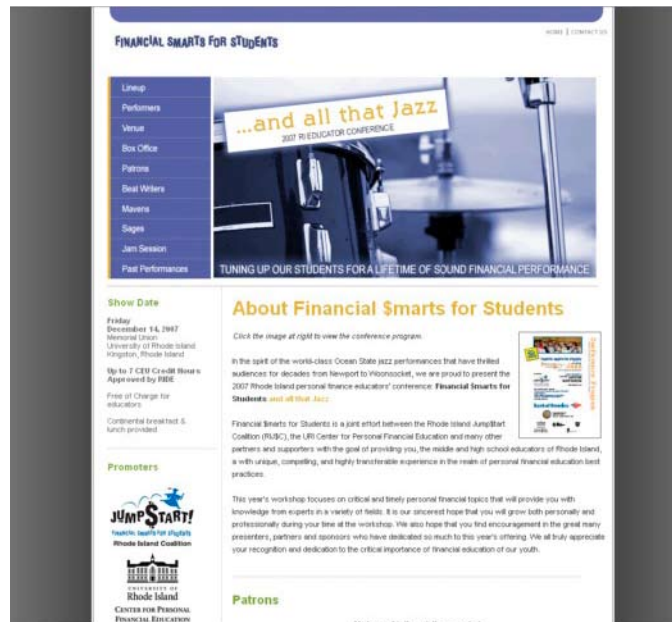 FINANCIAL SMARTS FOR STUDENTS
HOME | CONTACT US
Lineup
Performers
Venue
Box Office
Patrons
Beat Writers
Mavens
Sages
Jam Session
Past Performances
...and all that Jazz
2007 RI EDUCATOR CONFERENCE
TUNING UP OUR STUDENTS FOR A LIFETIME OF SOUND FINANCIAL PERFORMANCE
Show Date
Friday
December 14, 2007
Memorial Union
University of Rhode Island
Kingston, Rhode Island
Up to 7 CEU Credit Hours
Approved by RIDE
Free of Charge for
educators
Continental breakfast &
lunch provided
Promoters
JUMP$TART!
FINANCIAL SMARTS FOR STUDENTS
Rhode Island Coalition
UNIVERSITY OF
Rhode Island
CENTER FOR PERSONAL
FINANCIAL EDUCATION
About Financial $marts for Students
Click the image at right to view the conference program.
Conference Program
In the spirit of the world-class Ocean State jazz performances that have thrilled
audiences for decades from Newport to Woonsocket, we are proud to present the
2007 Rhode Island personal finance educators' conference: Financial $marts for
Students and all that Jazz.
Financial $marts for Students is a joint effort between the Rhode Island Jump$tart
Coalition (RIJ$C), the URI Center for Personal Financial Education and many other
partners and supporters with the goal of providing you, the middle and high school educators of Rhode Island,
a with unique, compelling, and highly transferable experience in the realm of personal financial education best
practices.
This year's workshop focuses on critical and timely personal financial topics that will provide you with
knowledge from experts in a variety of fields. It is our sincerest hope that you will grow both personally and
professionally during your time at the workshop. We also hope that you find encouragement in the great many
presenters, partners and sponsors who have dedicated so much to this year's offering. We all truly appreciate
your recognition and dedication to the critical importance of financial education of our youth.
Patrons